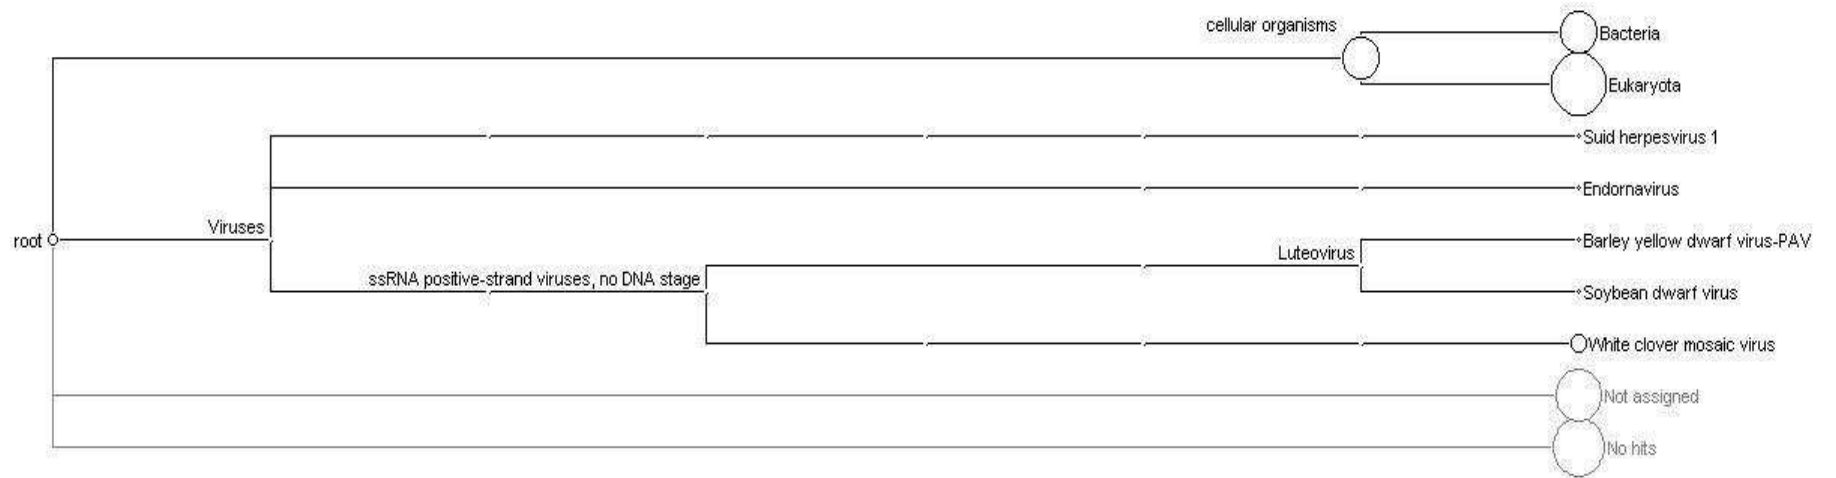 cellular organisms
Bacteria
Eukaryota
Suid herpesvirus 1
Endornavirus
Viruses
root
Barley yellow dwarf virus-PAV
Luteovirus
ssRNA positive-strand viruses, no DNA stage
Soybean dwarf virus
White clover mosaic virus
Not assigned
No hits